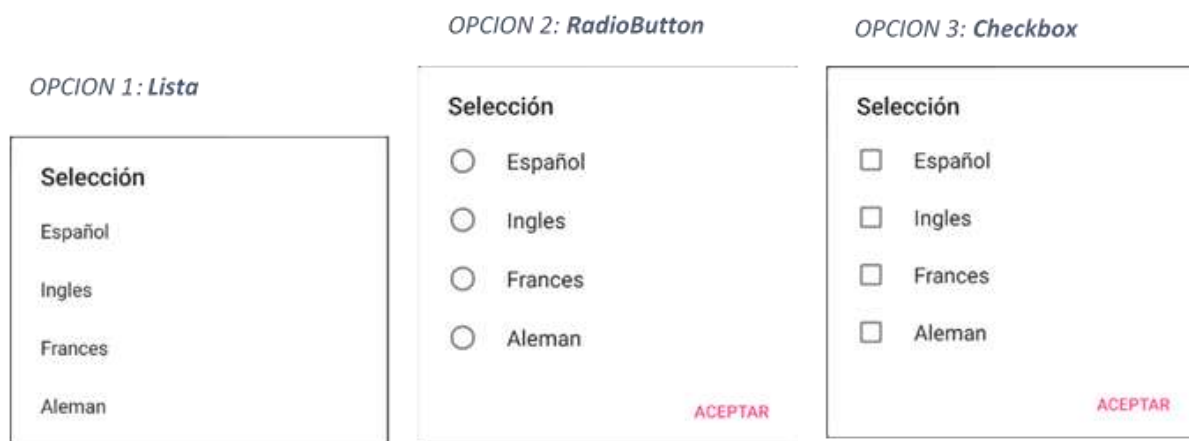 OPCION 1: Lista
Selección
Español
Ingles
Frances
Aleman
OPCION 2: RadioButton
Selección
Español
Ingles
Frances
Aleman
ACEPTAR
OPCION 3: Checkbox
Selección
Español
Ingles
Frances
Aleman
ACEPTAR